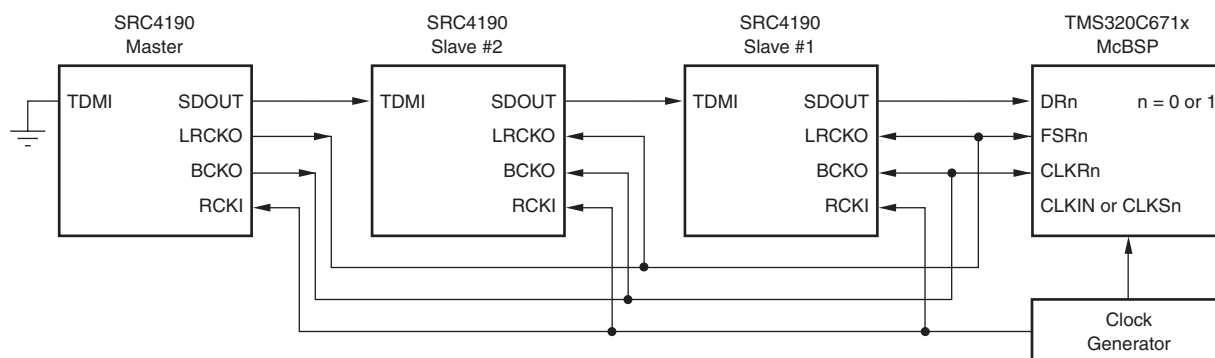 SRC4190
Master
SRC4190
Slave #2
SRC4190
Slave #1
TMS320C671x
McBSP
TDMI
SDOUT
LRCKO
BCKO
RCKI
TDMI
SDOUT
LRCKO
BCKO
RCKI
TDMI
SDOUT
LRCKO
BCKO
RCKI
DRn
n = 0 or 1
FSRn
CLKRn
CLKIN or CLKSn
Clock
Generator